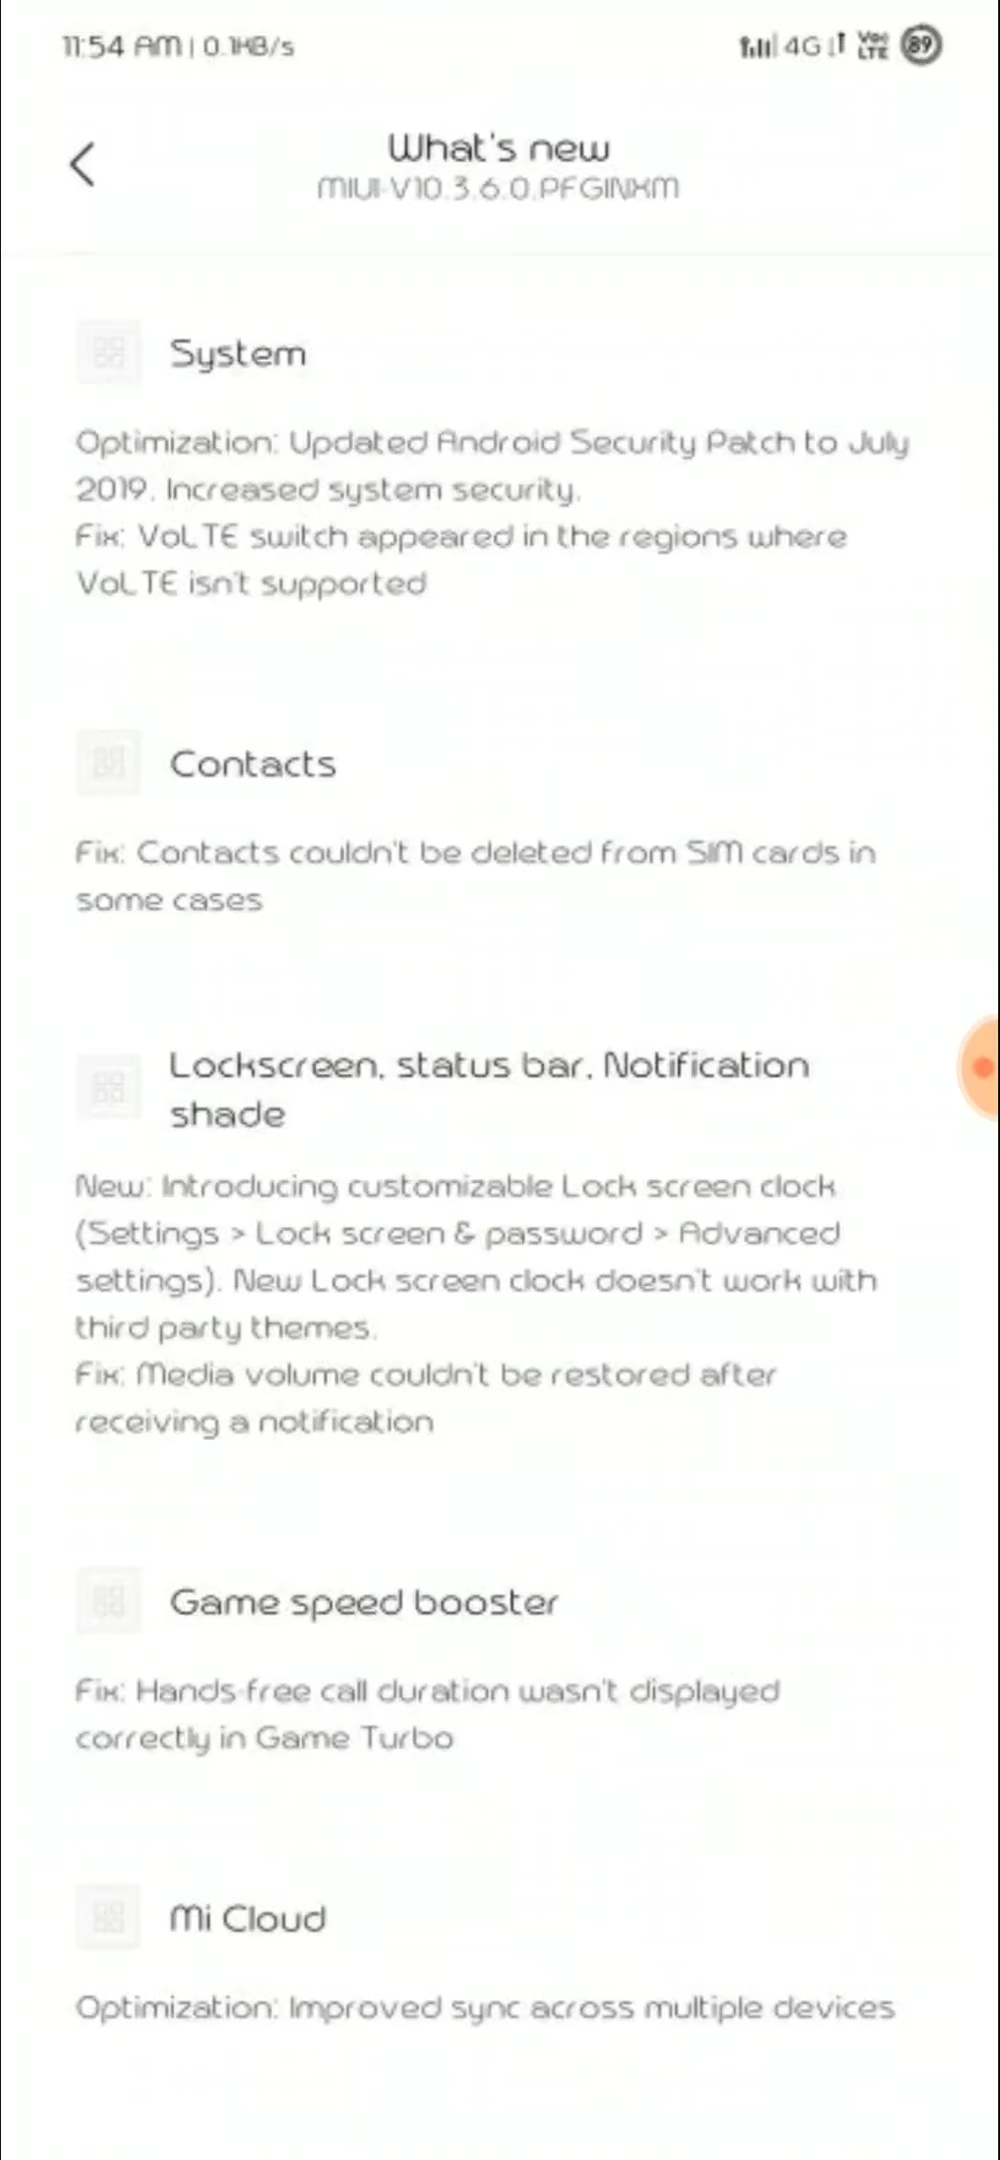 11:54 AM | 0.1KB/s
4G
Vo
LTE
89
What's new
MIUI-V10.3.6.0.PFGINXM
System
Optimization: Updated Android Security Patch to July
2019. Increased system security.
Fix: VoLTE switch appeared in the regions where
VoLTE isn't supported
Contacts
Fix: Contacts couldn't be deleted from SIM cards in
some cases
Lockscreen, status bar, Notification
shade
New: Introducing customizable Lock screen clock
(Settings > Lock screen & password > Advanced
settings). New Lock screen clock doesn't work with
third party themes.
Fix: Media volume couldn't be restored after
receiving a notification
Game speed booster
Fix: Hands-free call duration wasn't displayed
correctly in Game Turbo
Mi Cloud
Optimization: Improved sync across multiple devices